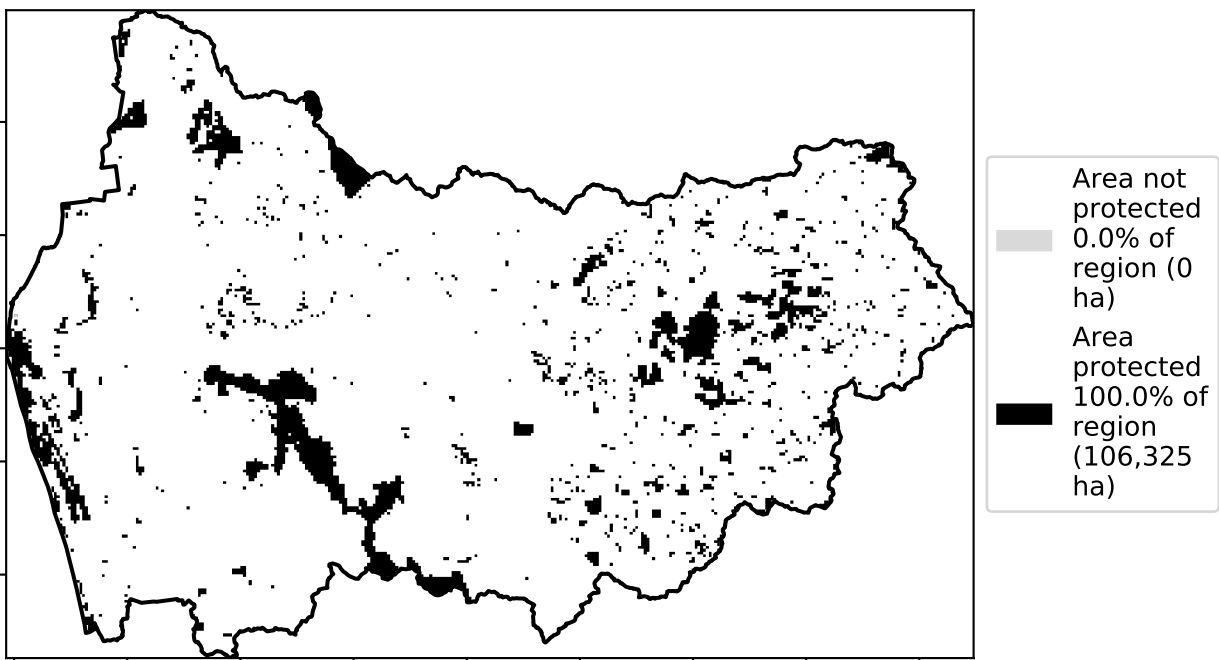 Area not
protected
0.0% of
region (0
ha)
Area
protected
100.0% of
region
(106,325
ha)